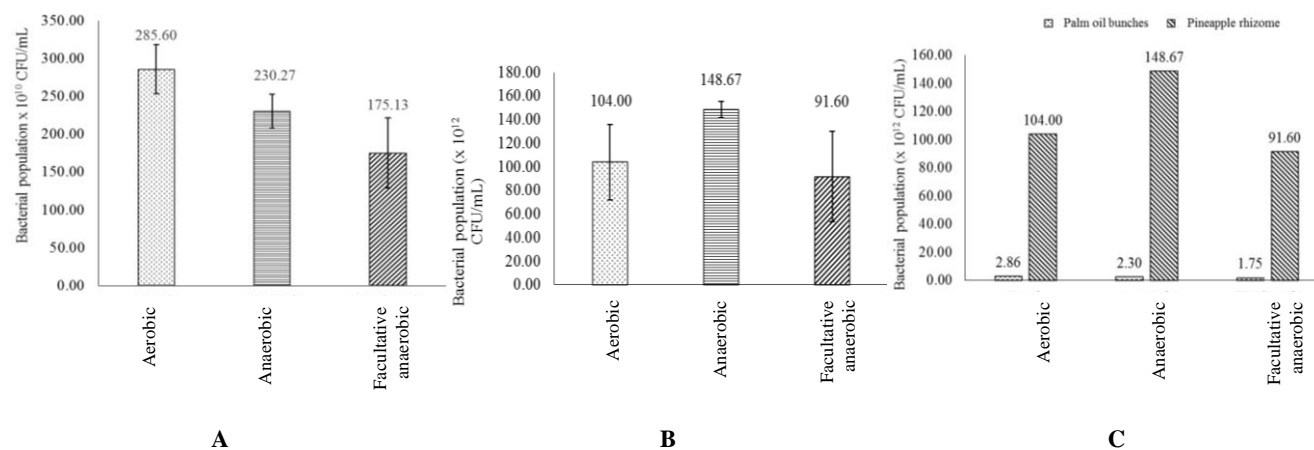 Bacterial population x 10¹⁰ CFU/mL
350.00
300.00
250.00
200.00
150.00
100.00
50.00
0.00
285.60
230.27
175.13
Aerobic
Anaerobic
Facultative
anaerobic
A
Bacterial population (x 10¹²
CFU/mL)
180.00
160.00
140.00
120.00
100.00
80.00
60.00
40.00
20.00
0.00
104.00
148.67
91.60
Aerobic
Anaerobic
Facultative
anaerobic
B
Palm oil bunches
Pineapple rhizome
Bacterial population (x 10¹² CFU/mL)
160.00
140.00
120.00
100.00
80.00
60.00
40.00
20.00
0.00
2.86
104.00
2.30
148.67
1.75
91.60
Aerobic
Anaerobic
Facultative
anaerobic
C